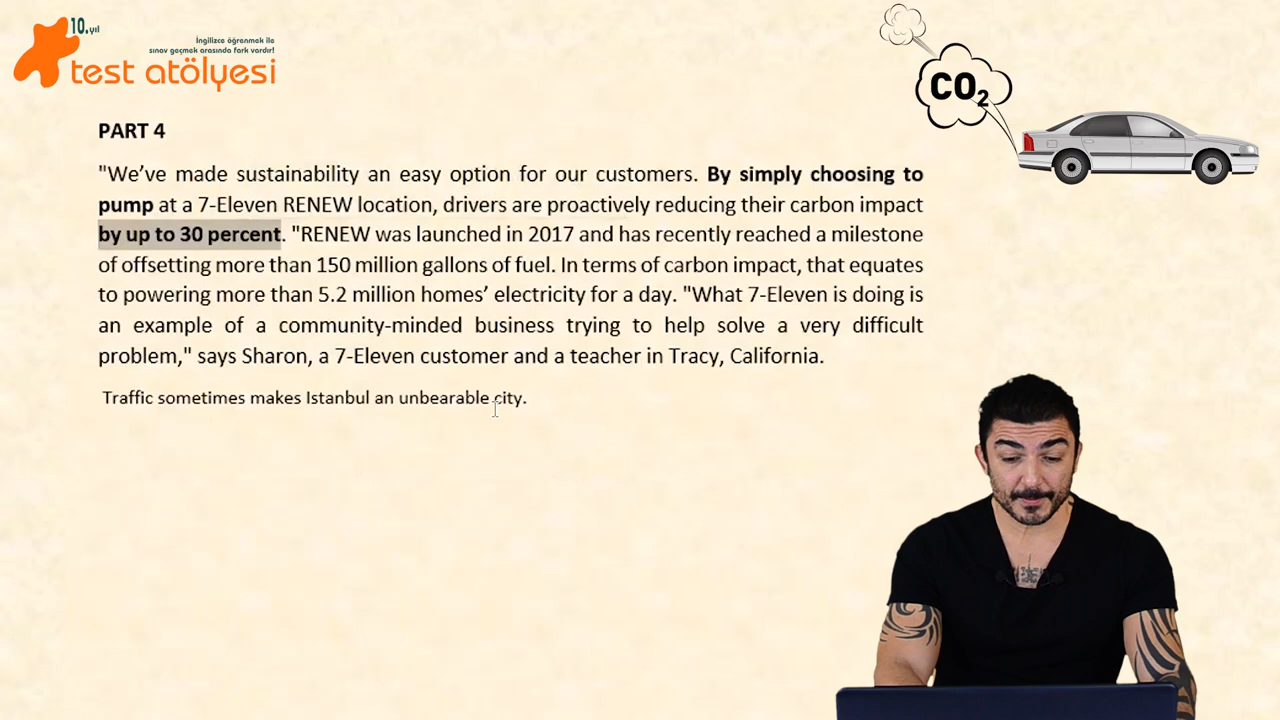 10.yıl
İngilizce öğrenmek ile
sınav geçmek arasında fark vardır!
test atölyesi
CO2
PART 4
"We’ve made sustainability an easy option for our customers. By simply choosing to
pump at a 7-Eleven RENEW location, drivers are proactively reducing their carbon impact
by up to 30 percent. "RENEW was launched in 2017 and has recently reached a milestone
of offsetting more than 150 million gallons of fuel. In terms of carbon impact, that equates
to powering more than 5.2 million homes’ electricity for a day. "What 7-Eleven is doing is
an example of a community-minded business trying to help solve a very difficult
problem," says Sharon, a 7-Eleven customer and a teacher in Tracy, California.
Traffic sometimes makes Istanbul an unbearable city.